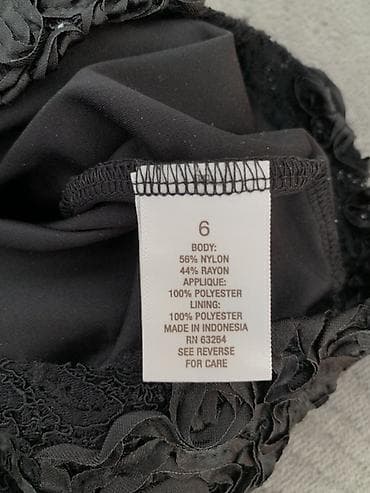 6
BODY:
56% NYLON
44% RAYON
APPLIQUE:
100% POLYESTER
LINING:
100% POLYESTER
MADE IN INDONESIA
RN 63254
SEE REVERSE
FOR CARE